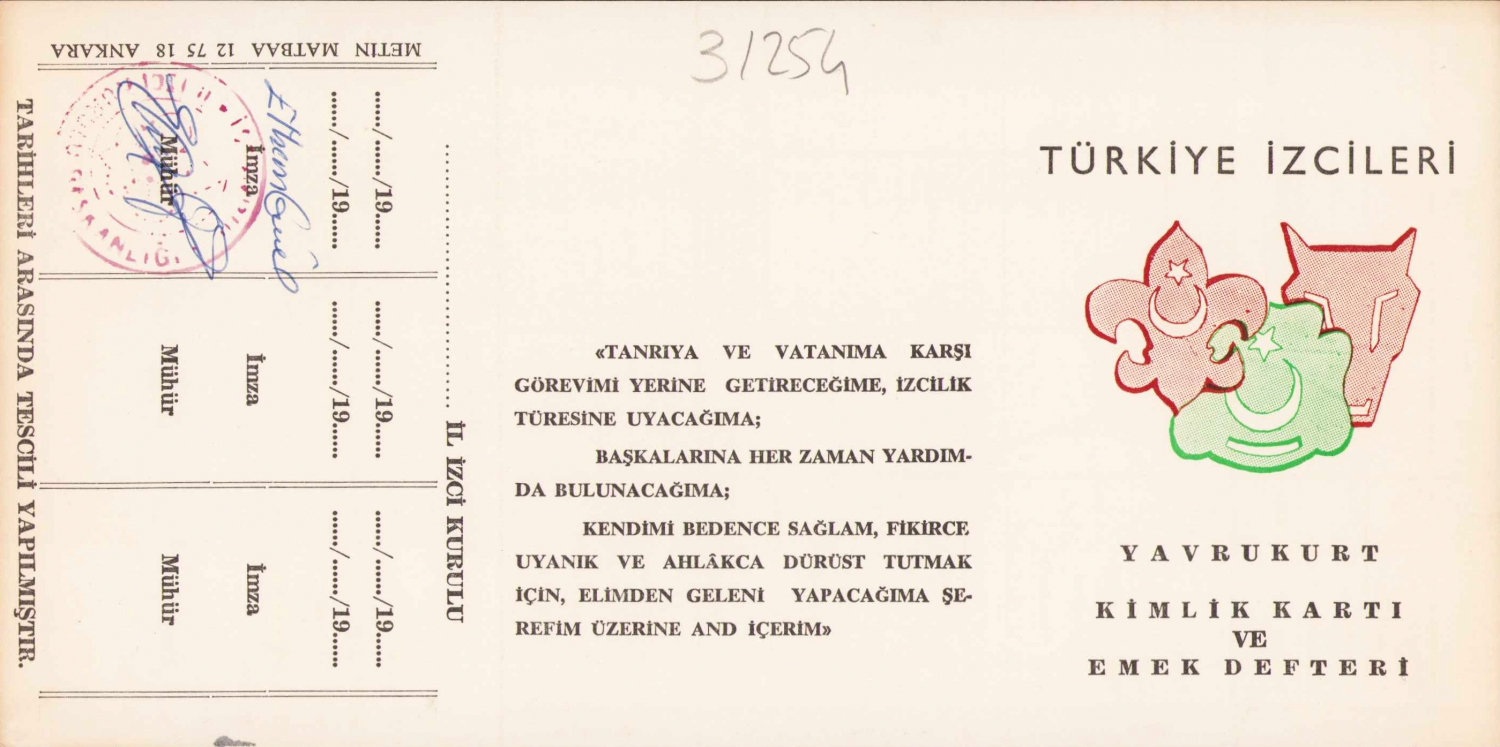 METİN MATBAA 12 75 18 ANKARA
........................................ İL İZCİ KURULU
....../ ....../19...... ....../ ....../19...... ....../ ....../19......
....../ ....../19...... ....../ ....../19...... ....../ ....../19......
İmza İmza İmza
Mühür Mühür Mühür
TARİHLERİ ARASINDA TESCİLİ YAPILMIŞTIR.
31254
«TANRIYA VE VATANIMA KARŞI
GÖREVİMİ YERİNE GETİRECEĞİME, İZCİLİK
TÜRESİNE UYACAĞIMA;
BAŞKALARINA HER ZAMAN YARDIM-
DA BULUNACAĞIMA;
KENDİMİ BEDENCE SAĞLAM, FİKİRCE
UYANIK VE AHLÂKCA DÜRÜST TUTMAK
İÇİN, ELİMDEN GELENİ YAPACAĞIMA ŞE-
REFİM ÜZERİNE AND İÇERİM»
TÜRKİYE İZCİLERİ
YAVRUKURT
KİMLİK KARTI
VE
EMEK DEFTERİ